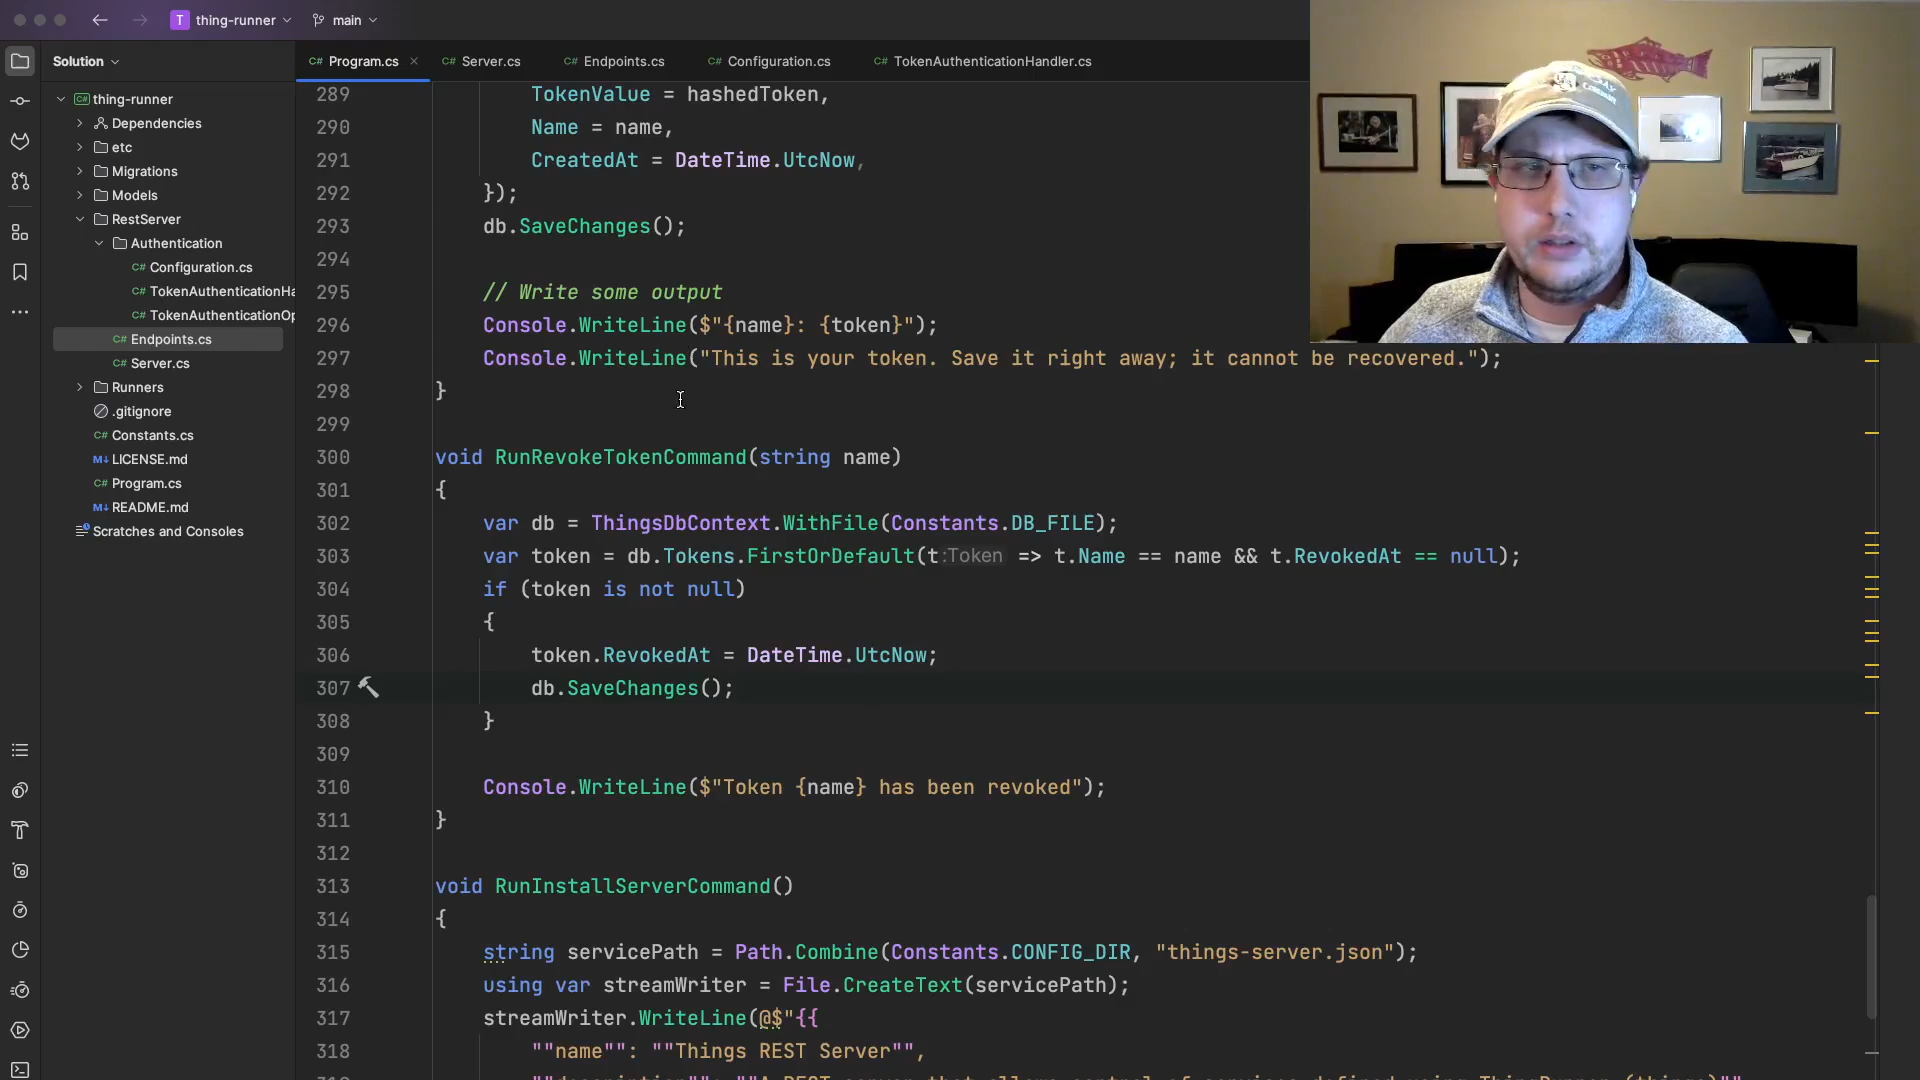 T thing-runner main
Solution
thing-runner
Dependencies
etc
Migrations
Models
RestServer
Authentication
C# Configuration.cs
C# TokenAuthenticationHa
C# TokenAuthenticationOp
C# Endpoints.cs
C# Server.cs
Runners
.gitignore
C# Constants.cs
M↓ LICENSE.md
C# Program.cs
M↓ README.md
Scratches and Consoles
C# Program.cs C# Server.cs C# Endpoints.cs C# Configuration.cs C# TokenAuthenticationHandler.cs
289 TokenValue = hashedToken,
290 Name = name,
291 CreatedAt = DateTime.UtcNow,
292 });
293 db.SaveChanges();
294
295 // Write some output
296 Console.WriteLine($"{name}: {token}");
297 Console.WriteLine("This is your token. Save it right away; it cannot be recovered.");
298 }
299
300 void RunRevokeTokenCommand(string name)
301 {
302 var db = ThingsDbContext.WithFile(Constants.DB_FILE);
303 var token = db.Tokens.FirstOrDefault(t:Token => t.Name == name && t.RevokedAt == null);
304 if (token is not null)
305 {
306 token.RevokedAt = DateTime.UtcNow;
307 db.SaveChanges();
308 }
309
310 Console.WriteLine($"Token {name} has been revoked");
311 }
312
313 void RunInstallServerCommand()
314 {
315 string servicePath = Path.Combine(Constants.CONFIG_DIR, "things-server.json");
316 using var streamWriter = File.CreateText(servicePath);
317 streamWriter.WriteLine(@$"{{
318 ""name"": ""Things REST Server"",